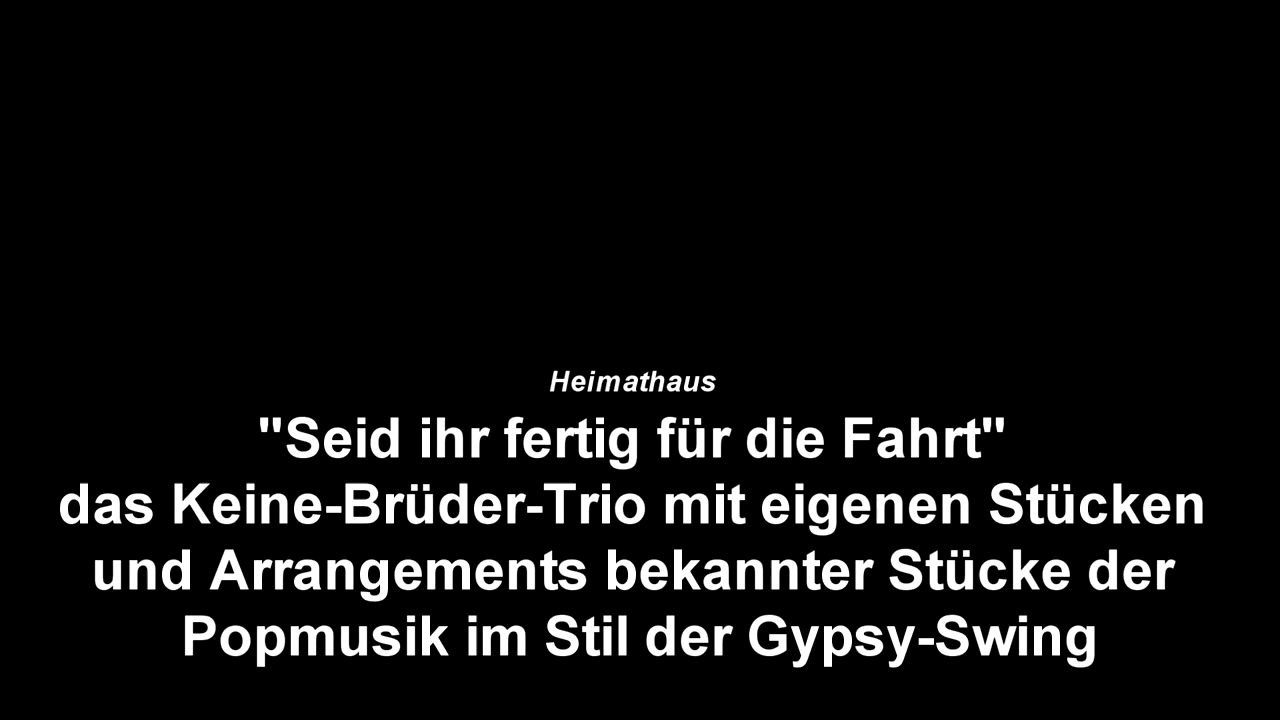 Heimathaus
"Seid ihr fertig für die Fahrt"
das Keine-Brüder-Trio mit eigenen Stücken
und Arrangements bekannter Stücke der
Popmusik im Stil der Gypsy-Swing